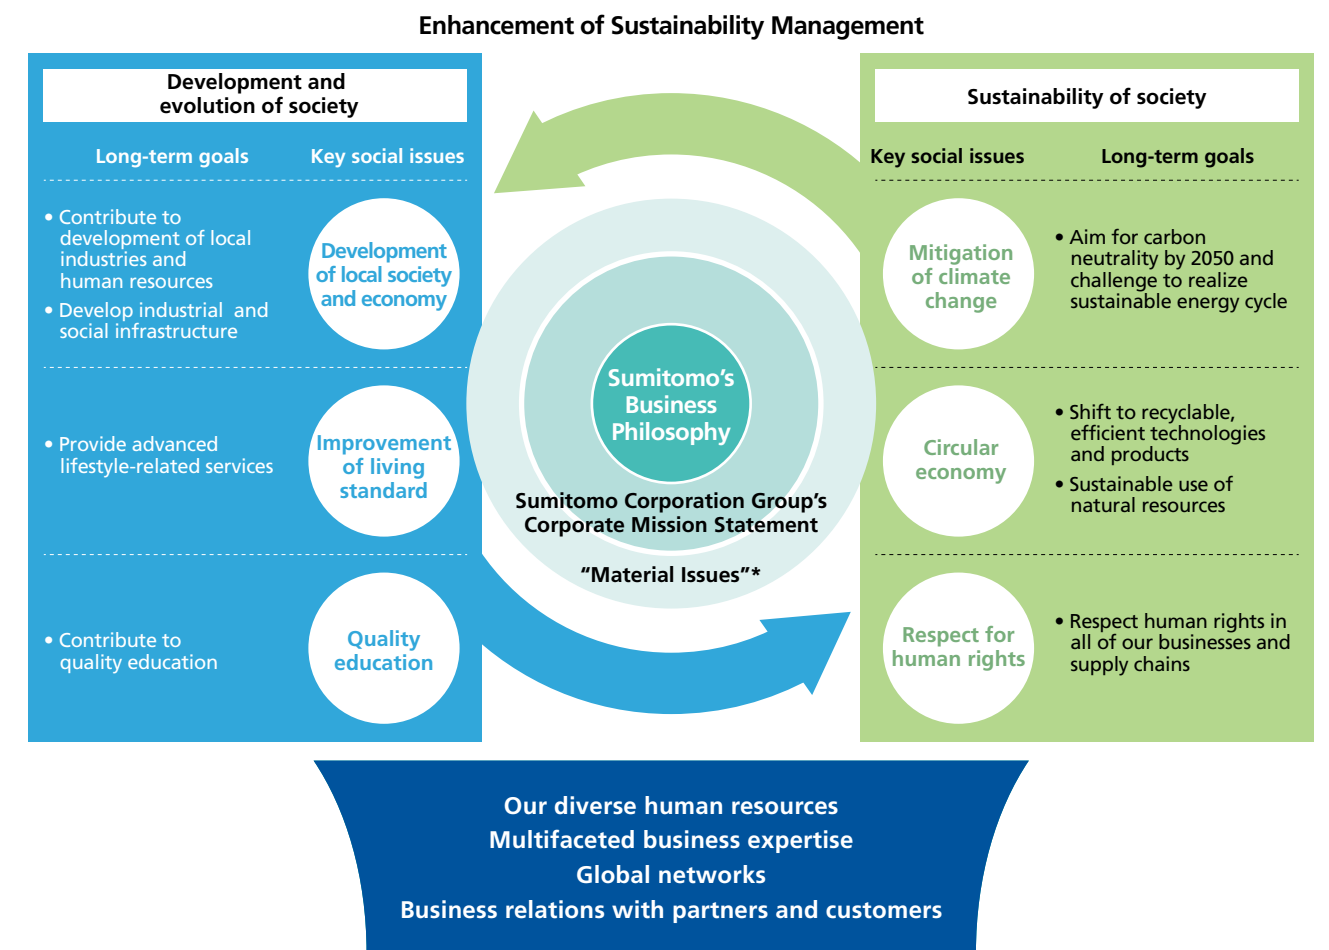 Enhancement of Sustainability Management
Development and
evolution of society
Long-term goals
Key social issues
• Contribute to
development of local
industries and
human resources
• Develop industrial and
social infrastructure
Development
of local society
and economy
• Provide advanced
lifestyle-related services
Improvement
of living
standard
• Contribute to
quality education
Quality
education
Sumitomo's
Business
Philosophy
Sumitomo Corporation Group's
Corporate Mission Statement
“Material Issues”*
Sustainability of society
Key social issues
Long-term goals
Mitigation
of climate
change
• Aim for carbon
neutrality by 2050 and
challenge to realize
sustainable energy cycle
Circular
economy
• Shift to recyclable,
efficient technologies
and products
• Sustainable use of
natural resources
Respect for
human rights
• Respect human rights in
all of our businesses and
supply chains
Our diverse human resources
Multifaceted business expertise
Global networks
Business relations with partners and customers